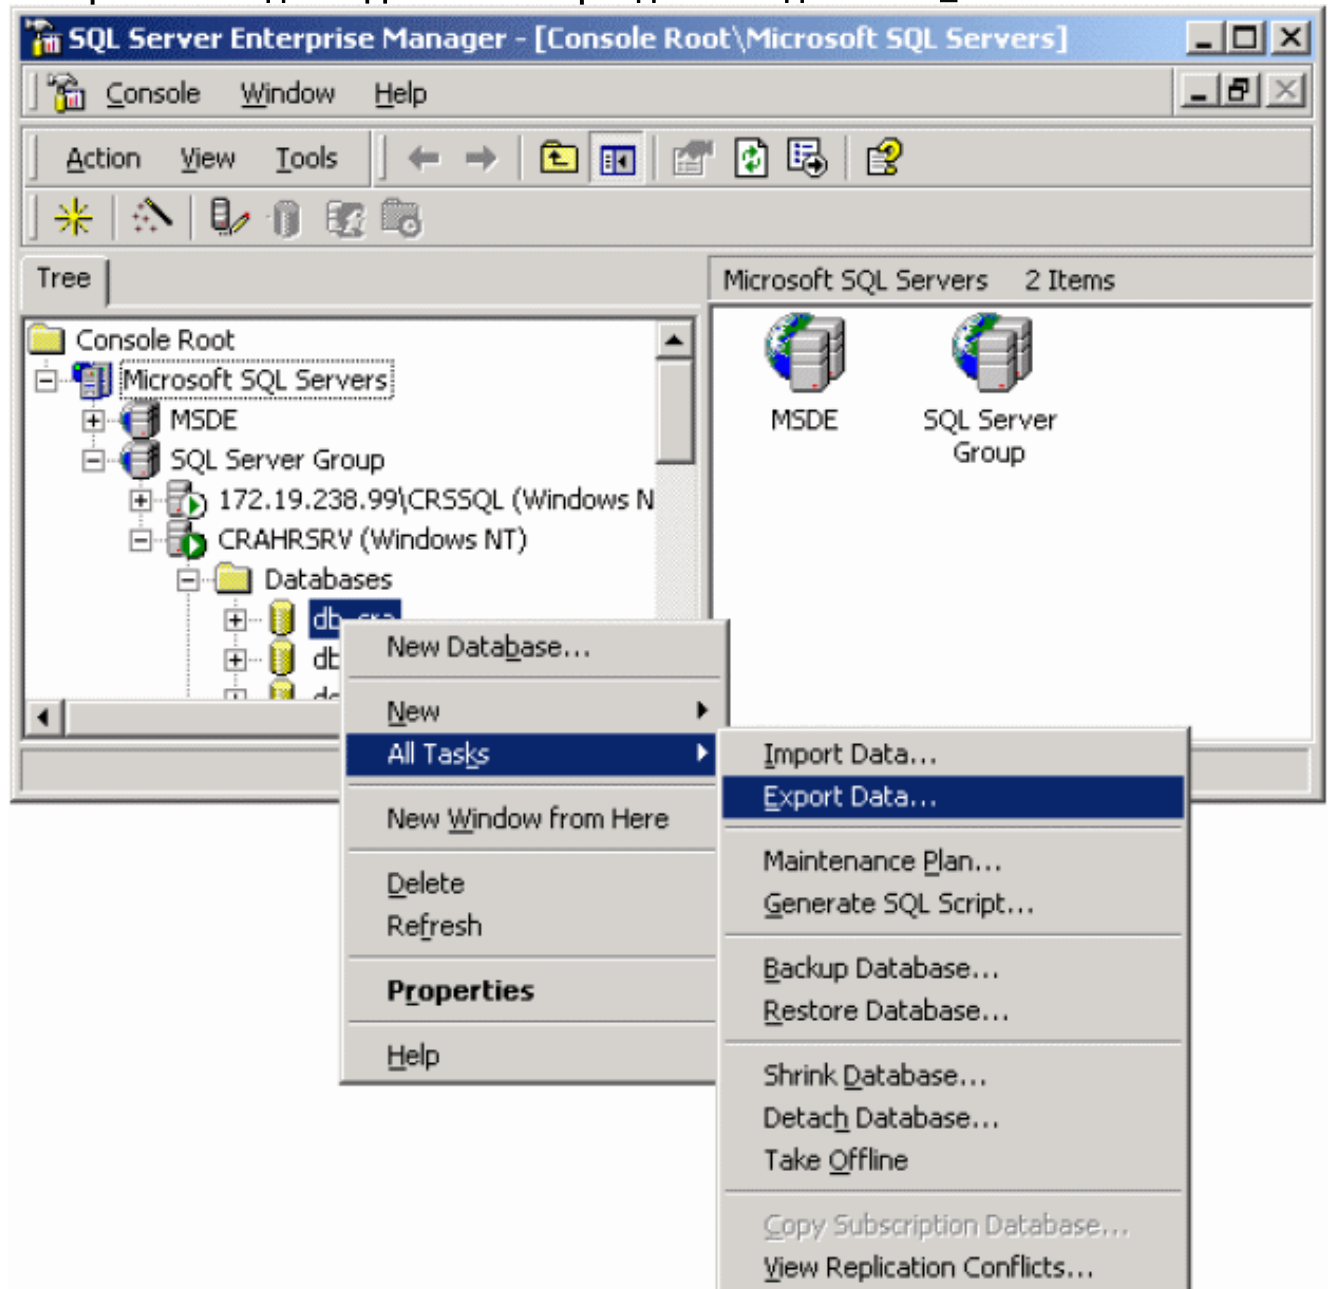 SQL Server Enterprise Manager - [Console Root\Microsoft SQL Servers]
Console Window Help
Action View Tools
Tree
Microsoft SQL Servers 2 Items
Console Root
Microsoft SQL Servers
MSDE
SQL Server Group
172.19.238.99\CRSSQL (Windows N
CRAHRSRV (Windows NT)
Databases
MSDE
SQL Server
Group
New Database...
New
All Tasks
New Window from Here
Delete
Refresh
Properties
Help
Import Data...
Export Data...
Maintenance Plan...
Generate SQL Script...
Backup Database...
Restore Database...
Shrink Database...
Detach Database...
Take Offline
Copy Subscription Database...
View Replication Conflicts...